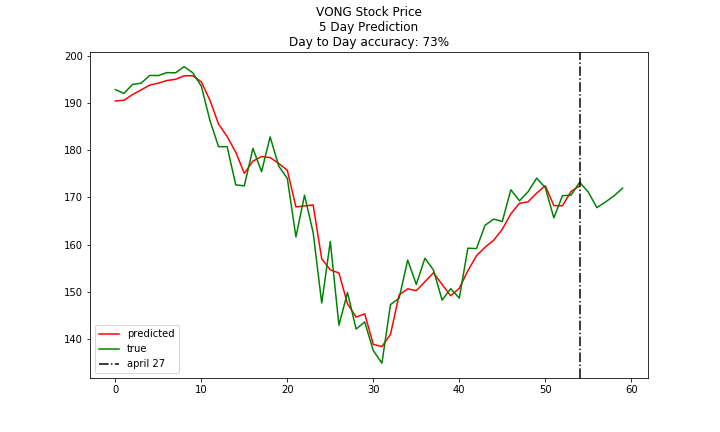 VONG Stock Price
5 Day Prediction
Day to Day accuracy: 73%
200
190
180
170
160
150
140
predicted
true
april 27
0
10
20
30
40
50
60